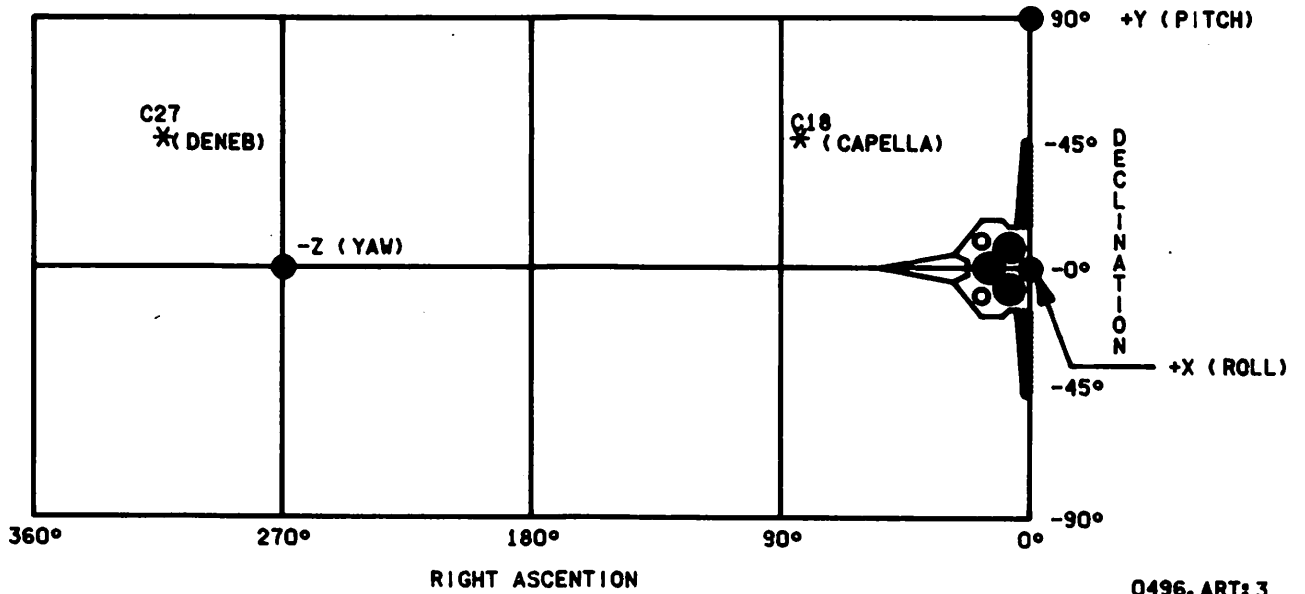 90° +Y (PITCH)
C27
(DENEB)
C18
(CAPELLA)
-45°
DECLINATION
-Z (YAW)
-0°
+X (ROLL)
-45°
-90°
360° 270° 180° 90° 0°
RIGHT ASCENTION
0496.ART:3